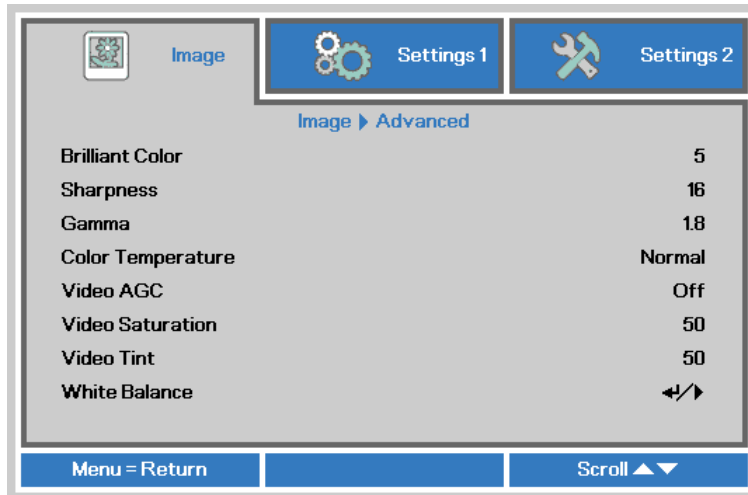 Image Settings 1 Settings 2
Image ▶ Advanced
Brilliant Color 5
Sharpness 16
Gamma 1.8
Color Temperature Normal
Video AGC Off
Video Saturation 50
Video Tint 50
White Balance ↵/▶
Menu = Return Scroll ▲▼